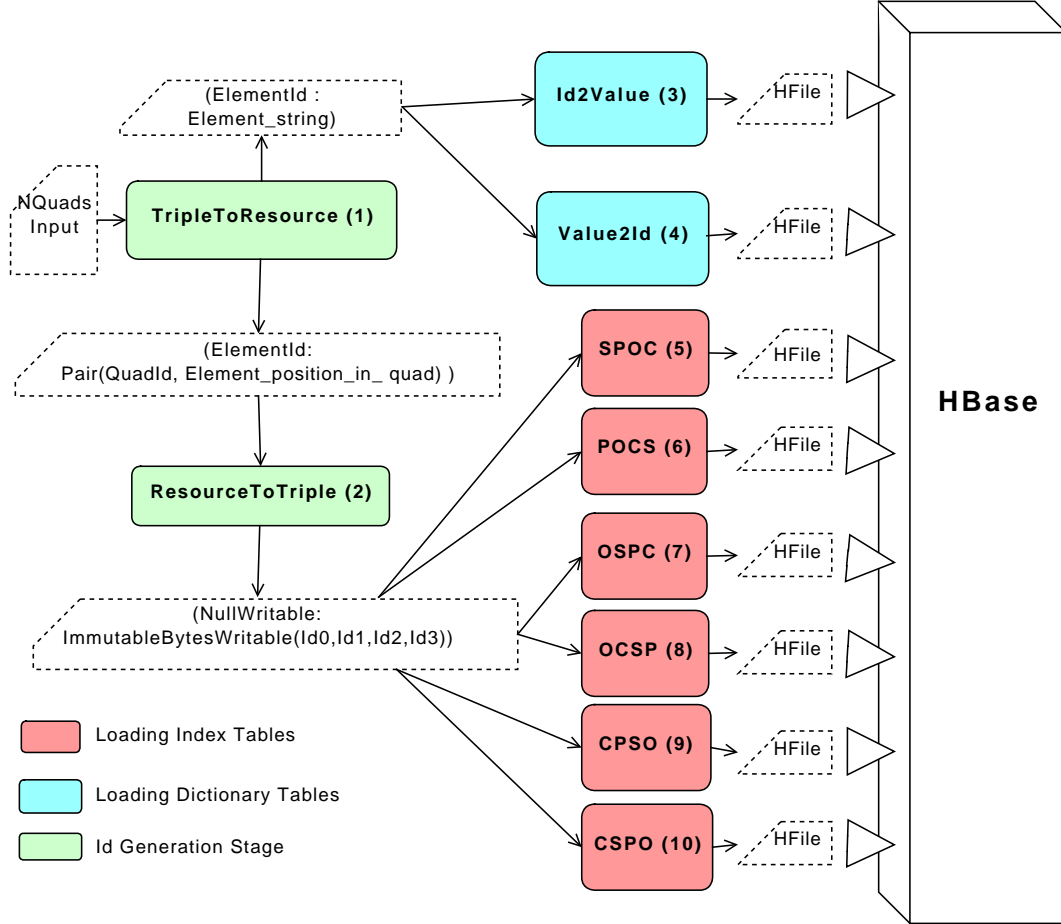 (ElementId :
Element_string)
Id2Value (3)
HFile
NQuads
Input
TripleToResource (1)
Value2Id (4)
HFile
(ElementId:
Pair(QuadId, Element_position_in_ quad) )
SPOC (5)
HFile
HBase
POCS (6)
HFile
ResourceToTriple (2)
OSPC (7)
HFile
(NullWritable:
ImmutableBytesWritable(Id0,Id1,Id2,Id3))
OCSP (8)
HFile
Loading Index Tables
CPSO (9)
HFile
Loading Dictionary Tables
Id Generation Stage
CSPO (10)
HFile